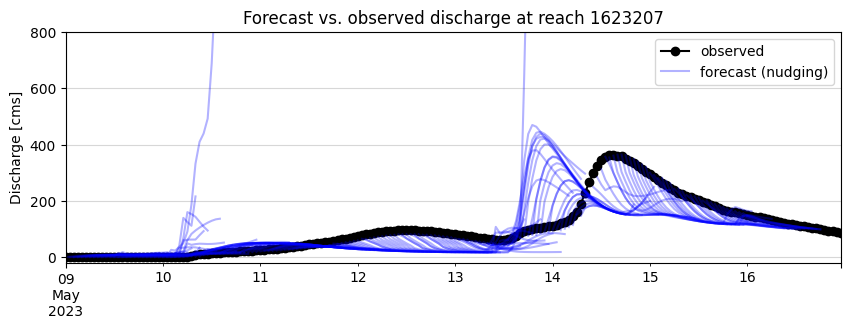 Forecast vs. observed discharge at reach 1623207
Discharge [cms]
800
600
400
200
0
observed
forecast (nudging)
09 10 11 12 13 14 15 16
May
2023